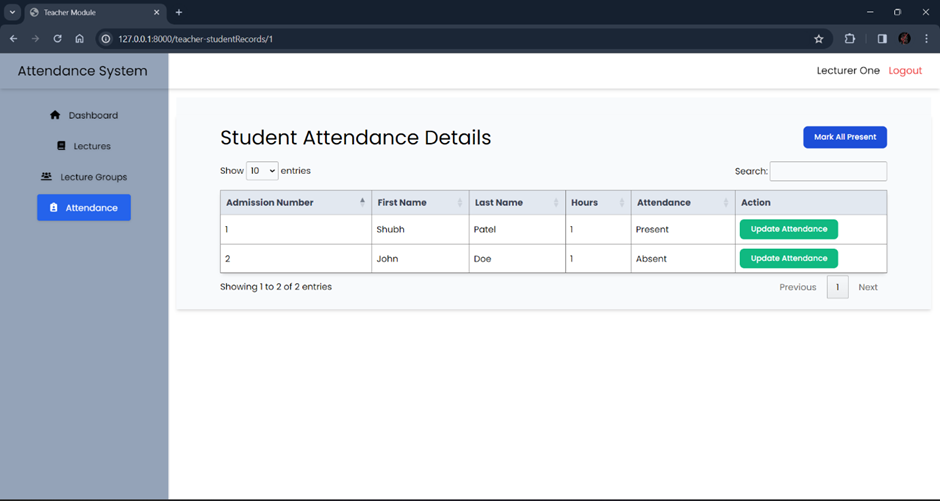 Teacher Module
127.0.0.1:8000/teacher-studentRecords/1
Attendance System
Lecturer One Logout
Dashboard
Lectures
Lecture Groups
Attendance
Student Attendance Details
Mark All Present
Show 10 entries
Search:
Admission Number First Name Last Name Hours Attendance Action
1 Shubh Patel 1 Present Update Attendance
2 John Doe 1 Absent Update Attendance
Showing 1 to 2 of 2 entries
Previous 1 Next